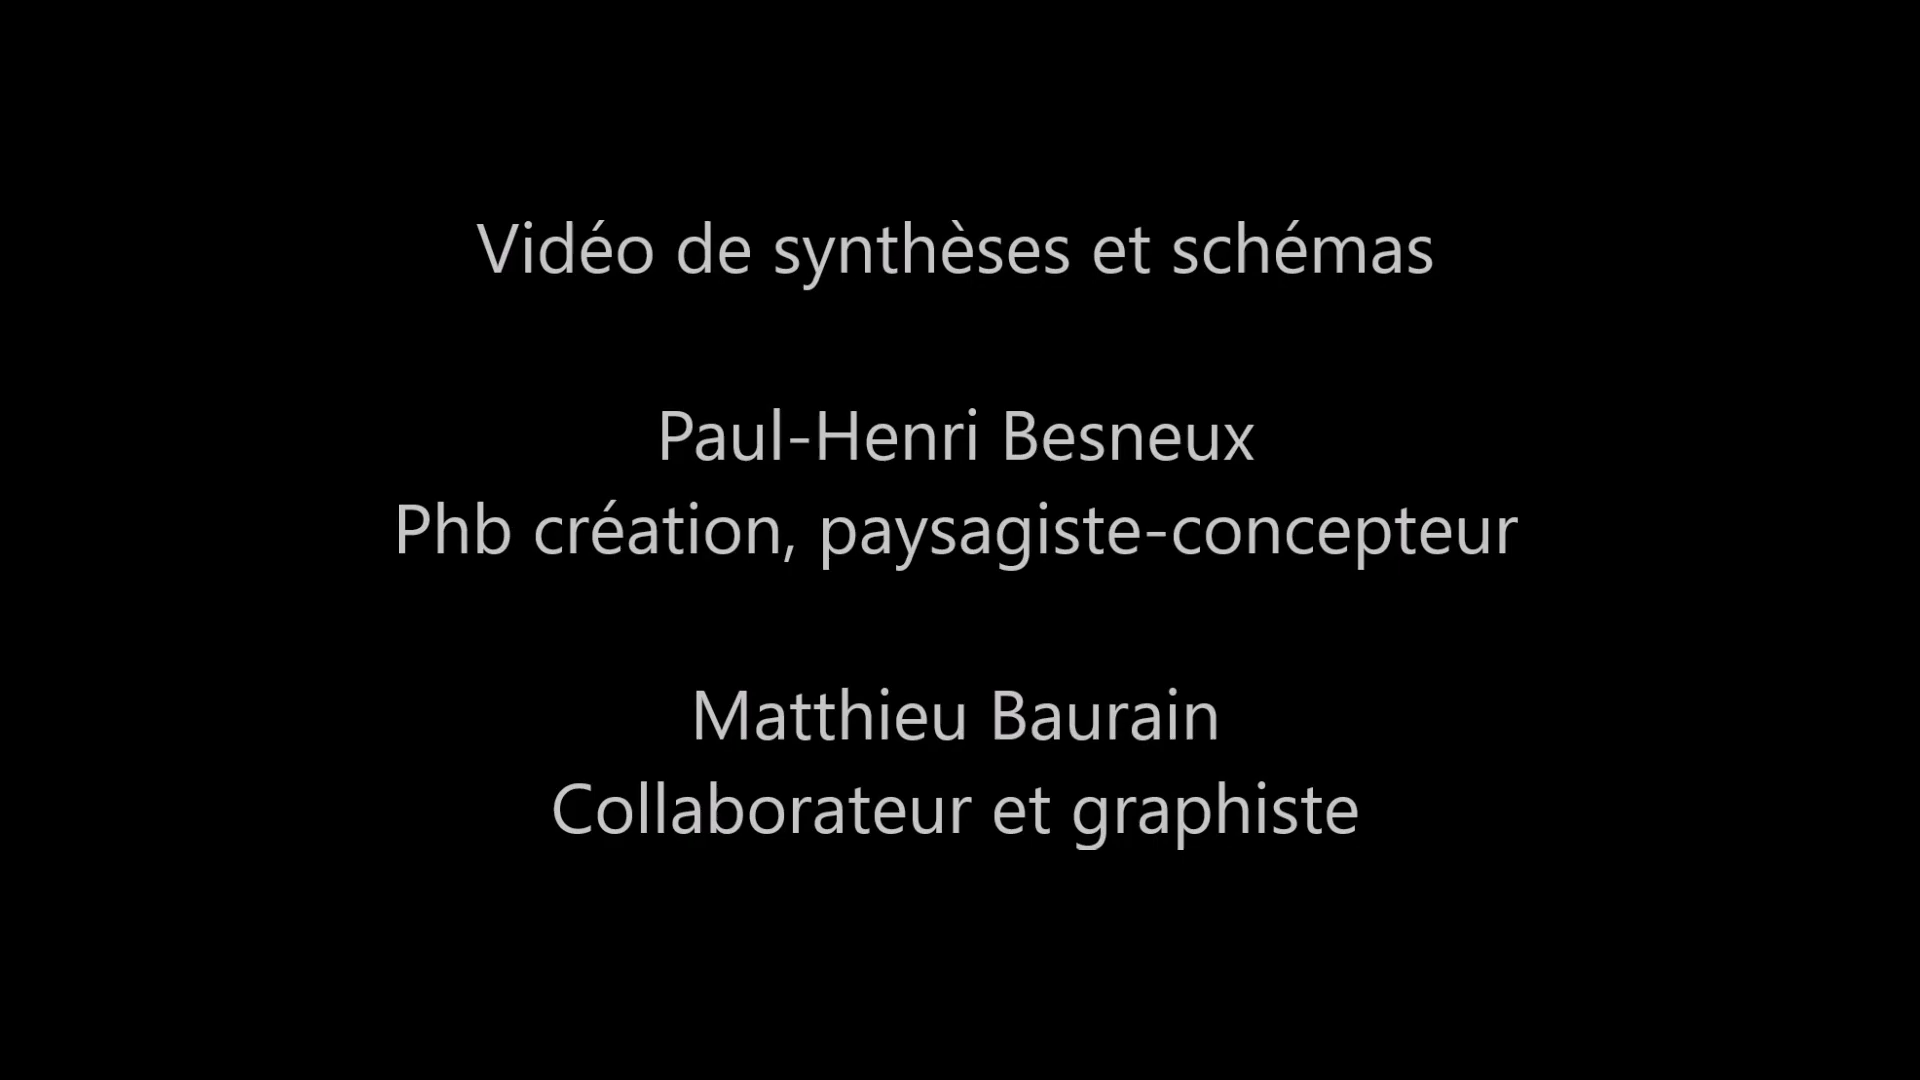 Vidéo de synthèses et schémas
Paul-Henri Besneux
Phb création, paysagiste-concepteur
Matthieu Baurain
Collaborateur et graphiste